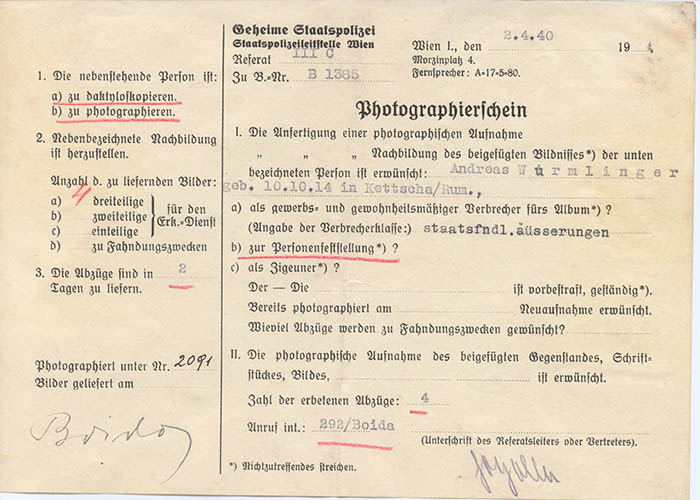 1. Die nebenstehende Person ist:
a) zu daktyloskopieren.
b) zu photographieren.
2. Nebenbezeichnete Nachbildung
ist herzustellen.
Anzahl d. zu liefernden Bilder:
4
a) dreiteilige
b) zweiteilige
c) einteilige
für den
Erk.=Dienst
d) zu Fahndungszwecken
3. Die Abzüge sind in 2
Tagen zu liefern.
Photographiert unter Nr. 2091
Bilder geliefert am
Boida
Geheime Staatspolizei
Staatspolizeileitstelle Wien
Referat III C
Zu B.=Nr. B 1385
Wien I., den 2.4.40 19
Morzinplatz 4.
Fernsprecher: A-17-5-80.
Photographierschein
I. Die Anfertigung einer photographischen Aufnahme
„ „ „ Nachbildung des beigefügten Bildnisses*) der unten
bezeichneten Person ist erwünscht: Andreas W u r m l i n g e r
geb. 10.10.14 in Kettscha/Rum.,
a) als gewerbs= und gewohnheitsmäßiger Verbrecher fürs Album*) ?
(Angabe der Verbrecherklasse:) staatsfndl.äusserungen
b) zur Personenfeststellung*) ?
c) als Zigeuner*) ?
Der — Die ist vorbestraft, geständig*).
Bereits photographiert am Neuaufnahme erwünscht.
Wieviel Abzüge werden zu Fahndungszwecken gewünscht?
II. Die photographische Aufnahme des beigefügten Gegenstandes, Schrift=
stückes, Bildes, ist erwünscht.
Zahl der erbetenen Abzüge: 4
Anruf int.: 292/Boida
(Unterschrift des Referatsleiters oder Vertreters).
*) Nichtzutreffendes streichen.